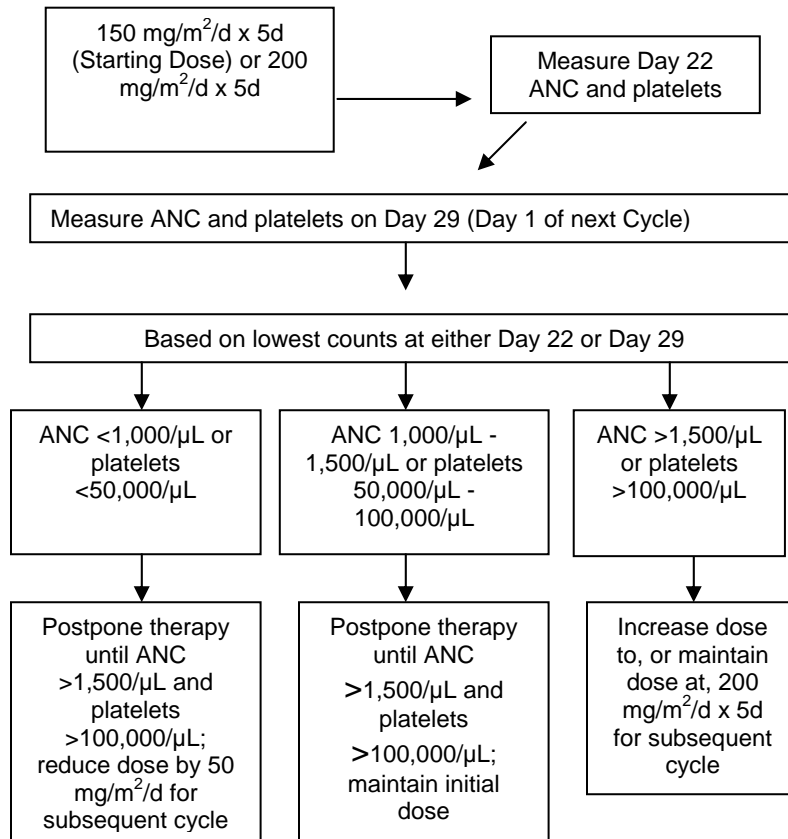 150 mg/m²/d x 5d
(Starting Dose) or 200
mg/m²/d x 5d
Measure Day 22
ANC and platelets
Measure ANC and platelets on Day 29 (Day 1 of next Cycle)
Based on lowest counts at either Day 22 or Day 29
ANC <1,000/µL or
platelets
<50,000/µL
ANC 1,000/µL -
1,500/µL or platelets
50,000/µL -
100,000/µL
ANC >1,500/µL
or platelets
>100,000/µL
Postpone therapy
until ANC
>1,500/µL and
platelets
>100,000/µL;
reduce dose by 50
mg/m²/d for
subsequent cycle
Postpone therapy
until ANC
>1,500/µL and
platelets
>100,000/µL;
maintain initial
dose
Increase dose
to, or maintain
dose at, 200
mg/m²/d x 5d
for subsequent
cycle